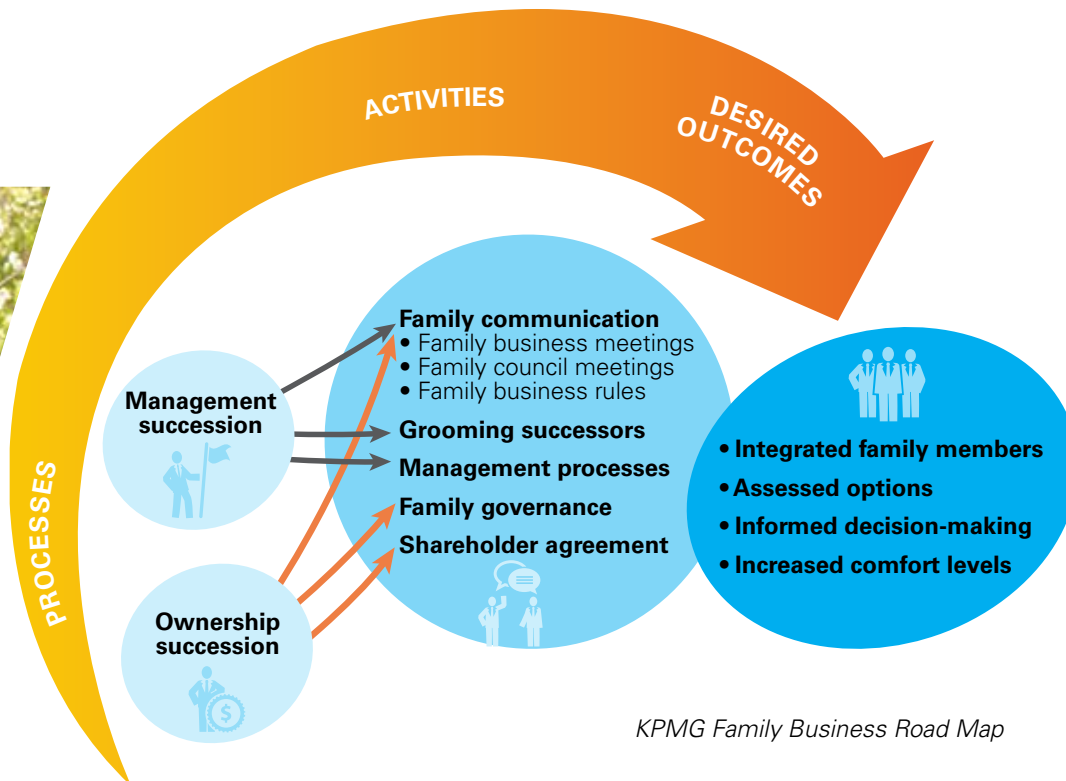 PROCESSES
ACTIVITIES
DESIRED
OUTCOMES
Management
succession
Ownership
succession
$
Family communication
• Family business meetings
• Family council meetings
• Family business rules
Grooming successors
Management processes
Family governance
Shareholder agreement
• Integrated family members
• Assessed options
• Informed decision-making
• Increased comfort levels
KPMG Family Business Road Map